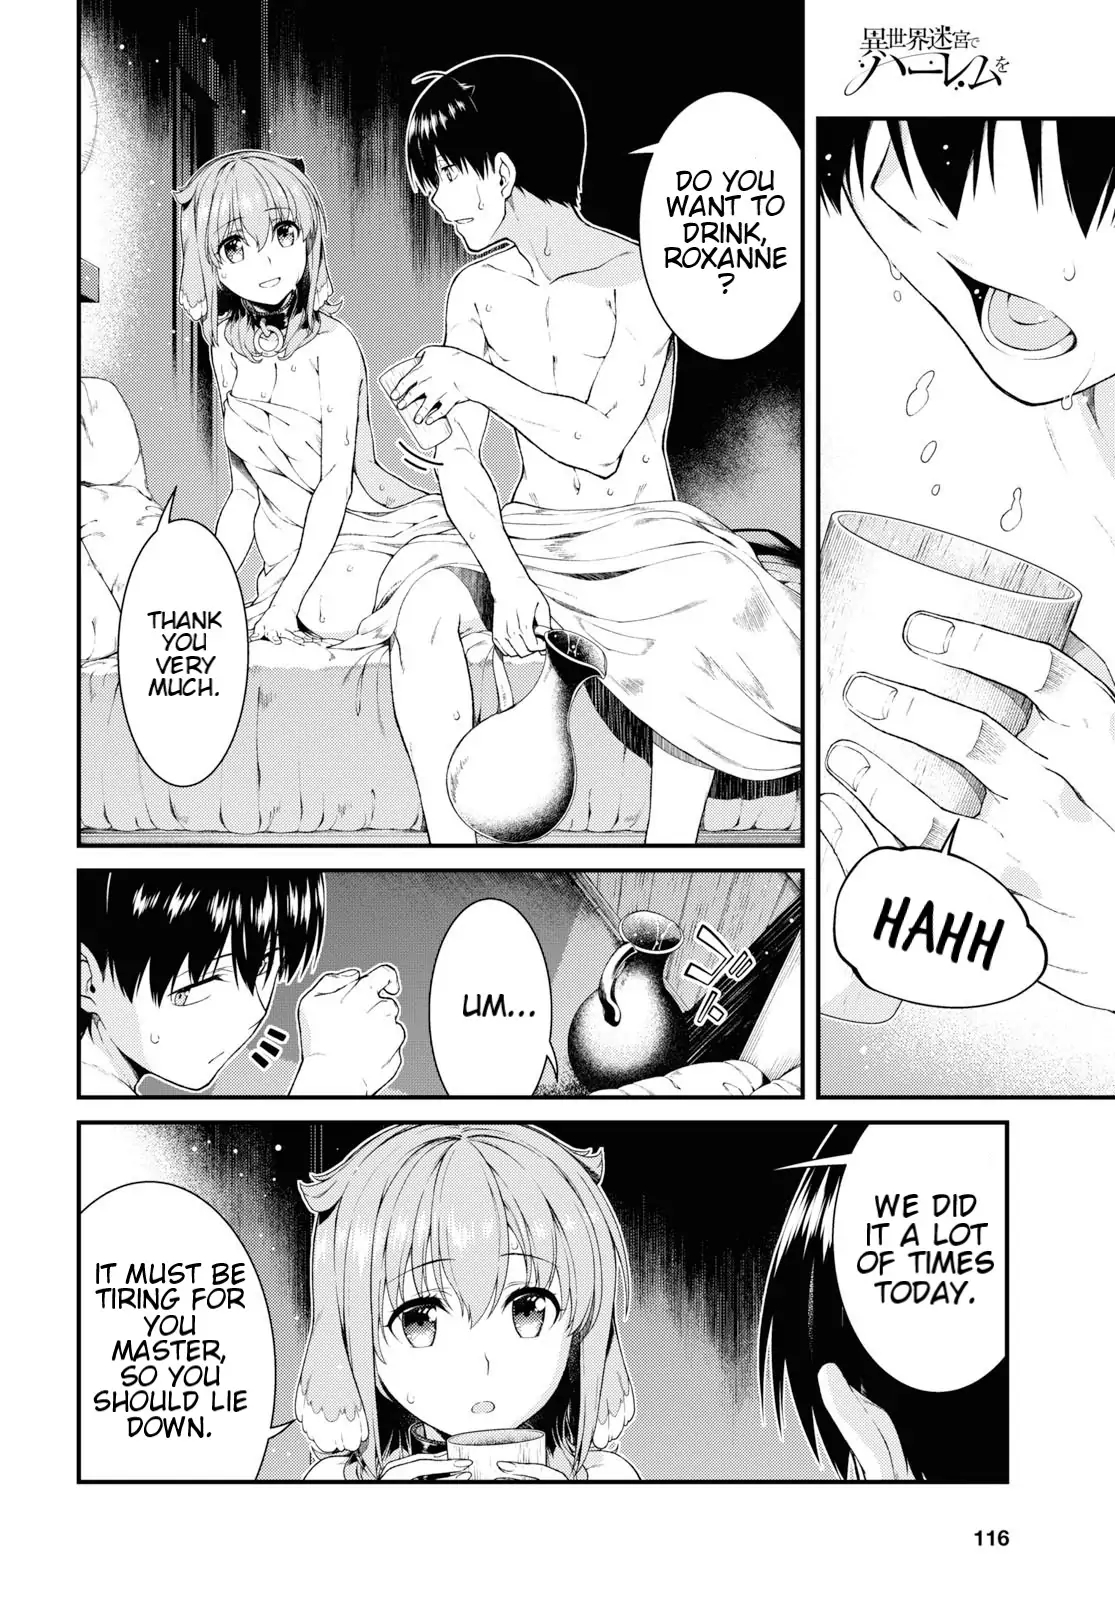 異世界迷宮で
ハーレムを
HAHH
DO YOU
WANT TO
DRINK,
ROXANNE
?
THANK
YOU
VERY
MUCH.
UM...
WE DID
IT A LOT
OF TIMES
TODAY.
IT MUST BE
TIRING FOR
YOU
MASTER,
SO YOU
SHOULD LIE
DOWN.
116